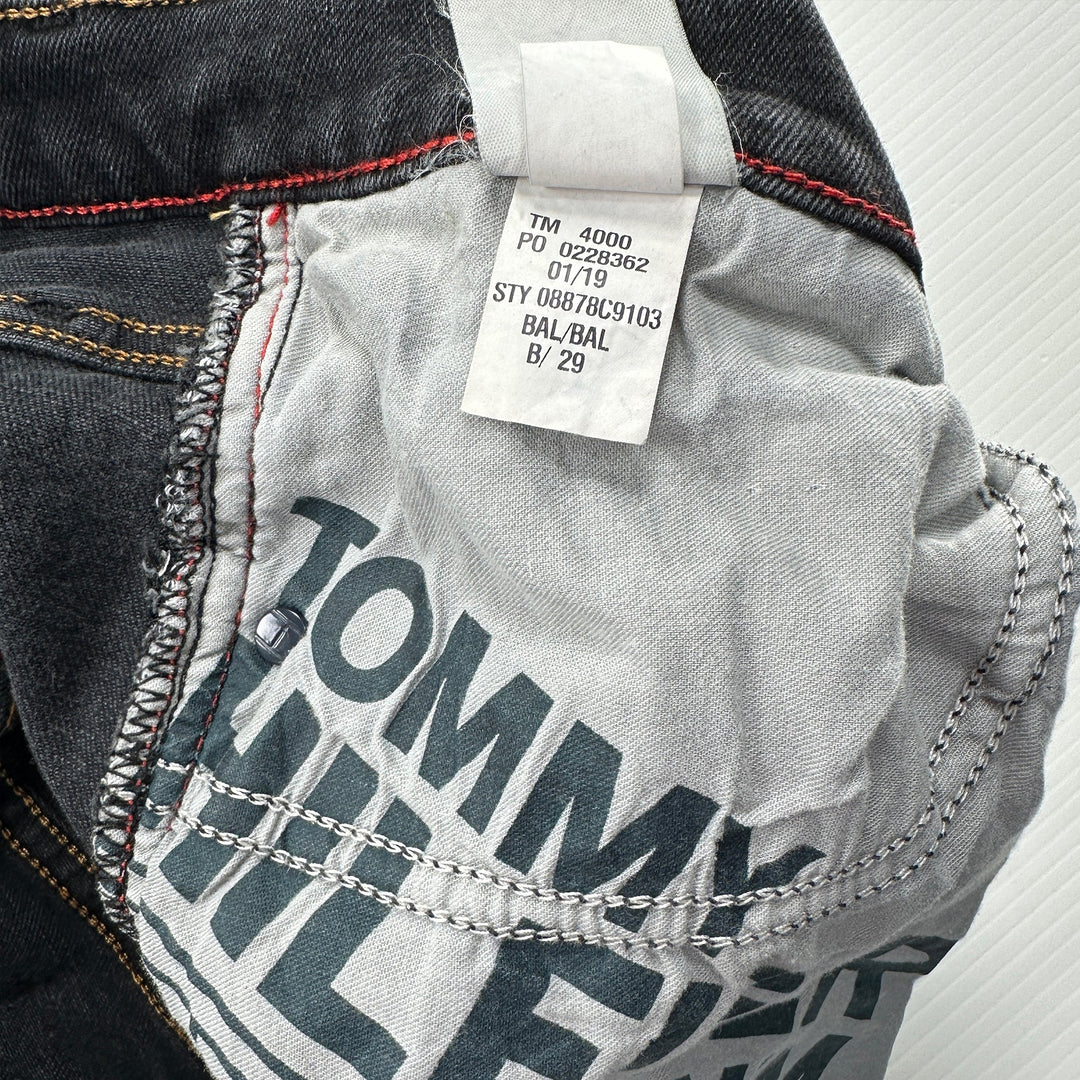 TM 4000
PO 0228362
01/19
STY 08878C9103
BAL/BAL
B/ 29
TOMMY